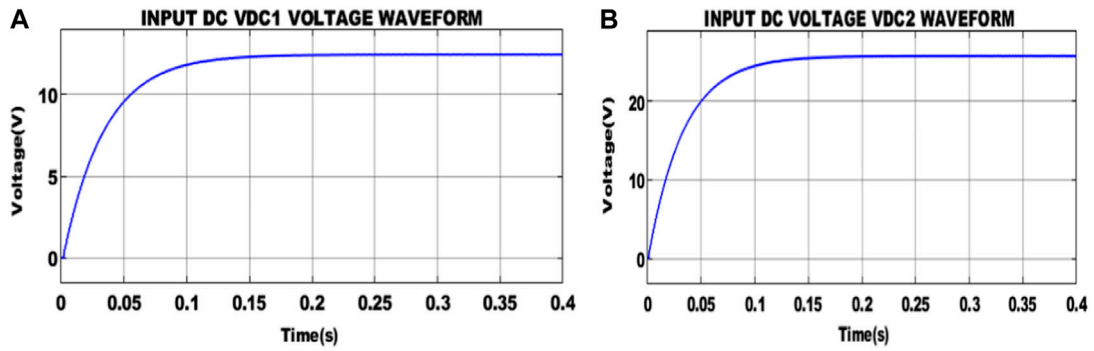 A
INPUT DC VDC1 VOLTAGE WAVEFORM
Voltage(V)
10
5
0
0 0.05 0.1 0.15 0.2 0.25 0.3 0.35 0.4
Time(s)
B
INPUT DC VOLTAGE VDC2 WAVEFORM
Voltage(V)
20
10
0
0 0.05 0.1 0.15 0.2 0.25 0.3 0.35 0.4
Time(s)